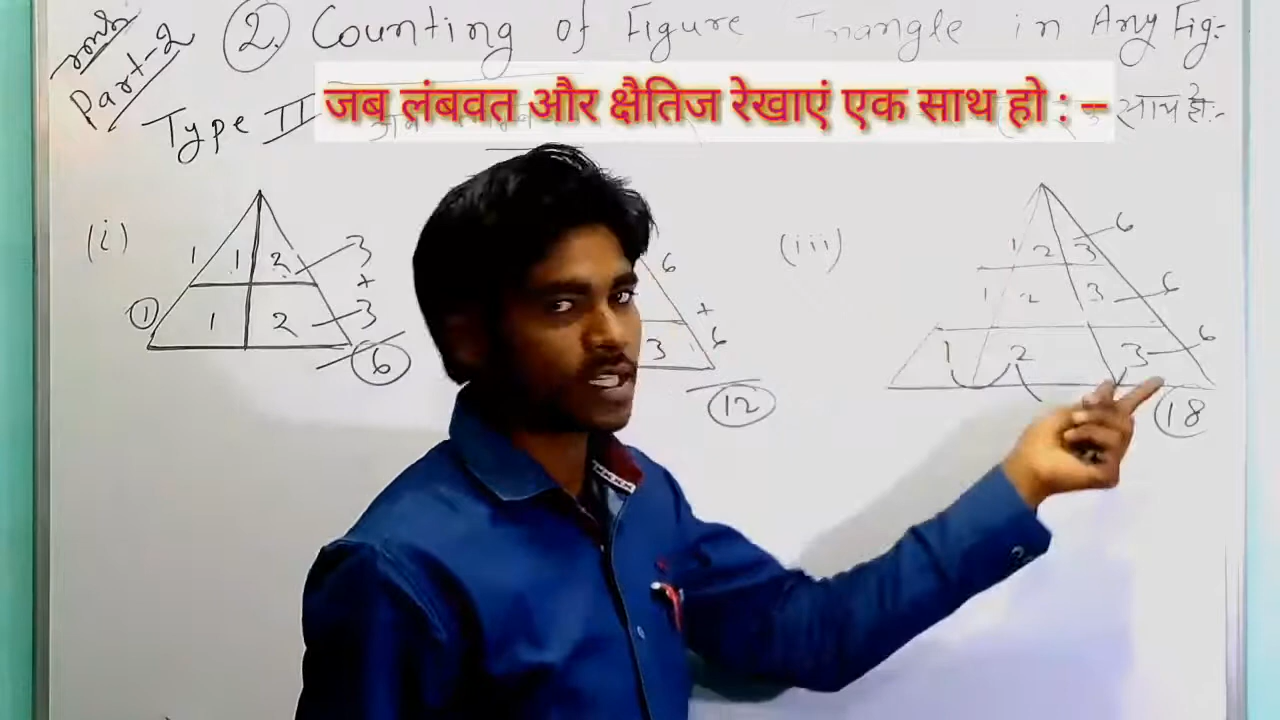 Part-2
2. Counting of Figure Triangle in Any Fig:-
जब लंबवत और क्षैतिज रेखाएं एक साथ हो : –
Type II साथ हो:-
(i)
1 1 2 3
+
1 1 2 3
6
6
+
3 6
12
(iii)
1 2 3 6
1 2 3 6
1 2 3 6
18